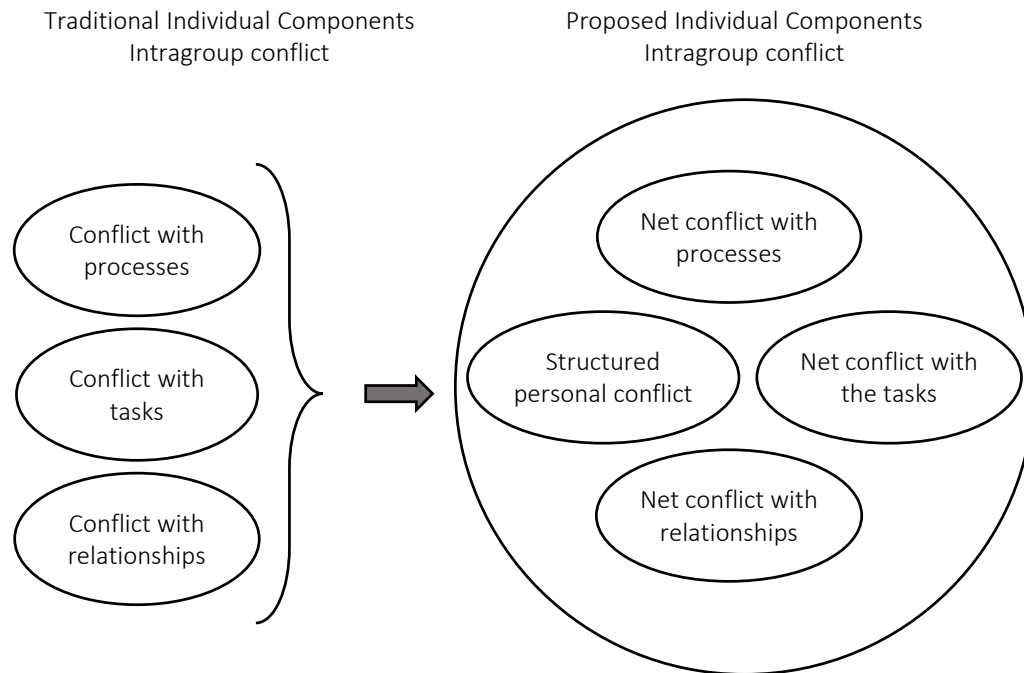 Traditional Individual Components
Intragroup conflict
Proposed Individual Components
Intragroup conflict
Conflict with
processes
Conflict with
tasks
Conflict with
relationships
Net conflict with
processes
Structured
personal conflict
Net conflict with
the tasks
Net conflict with
relationships